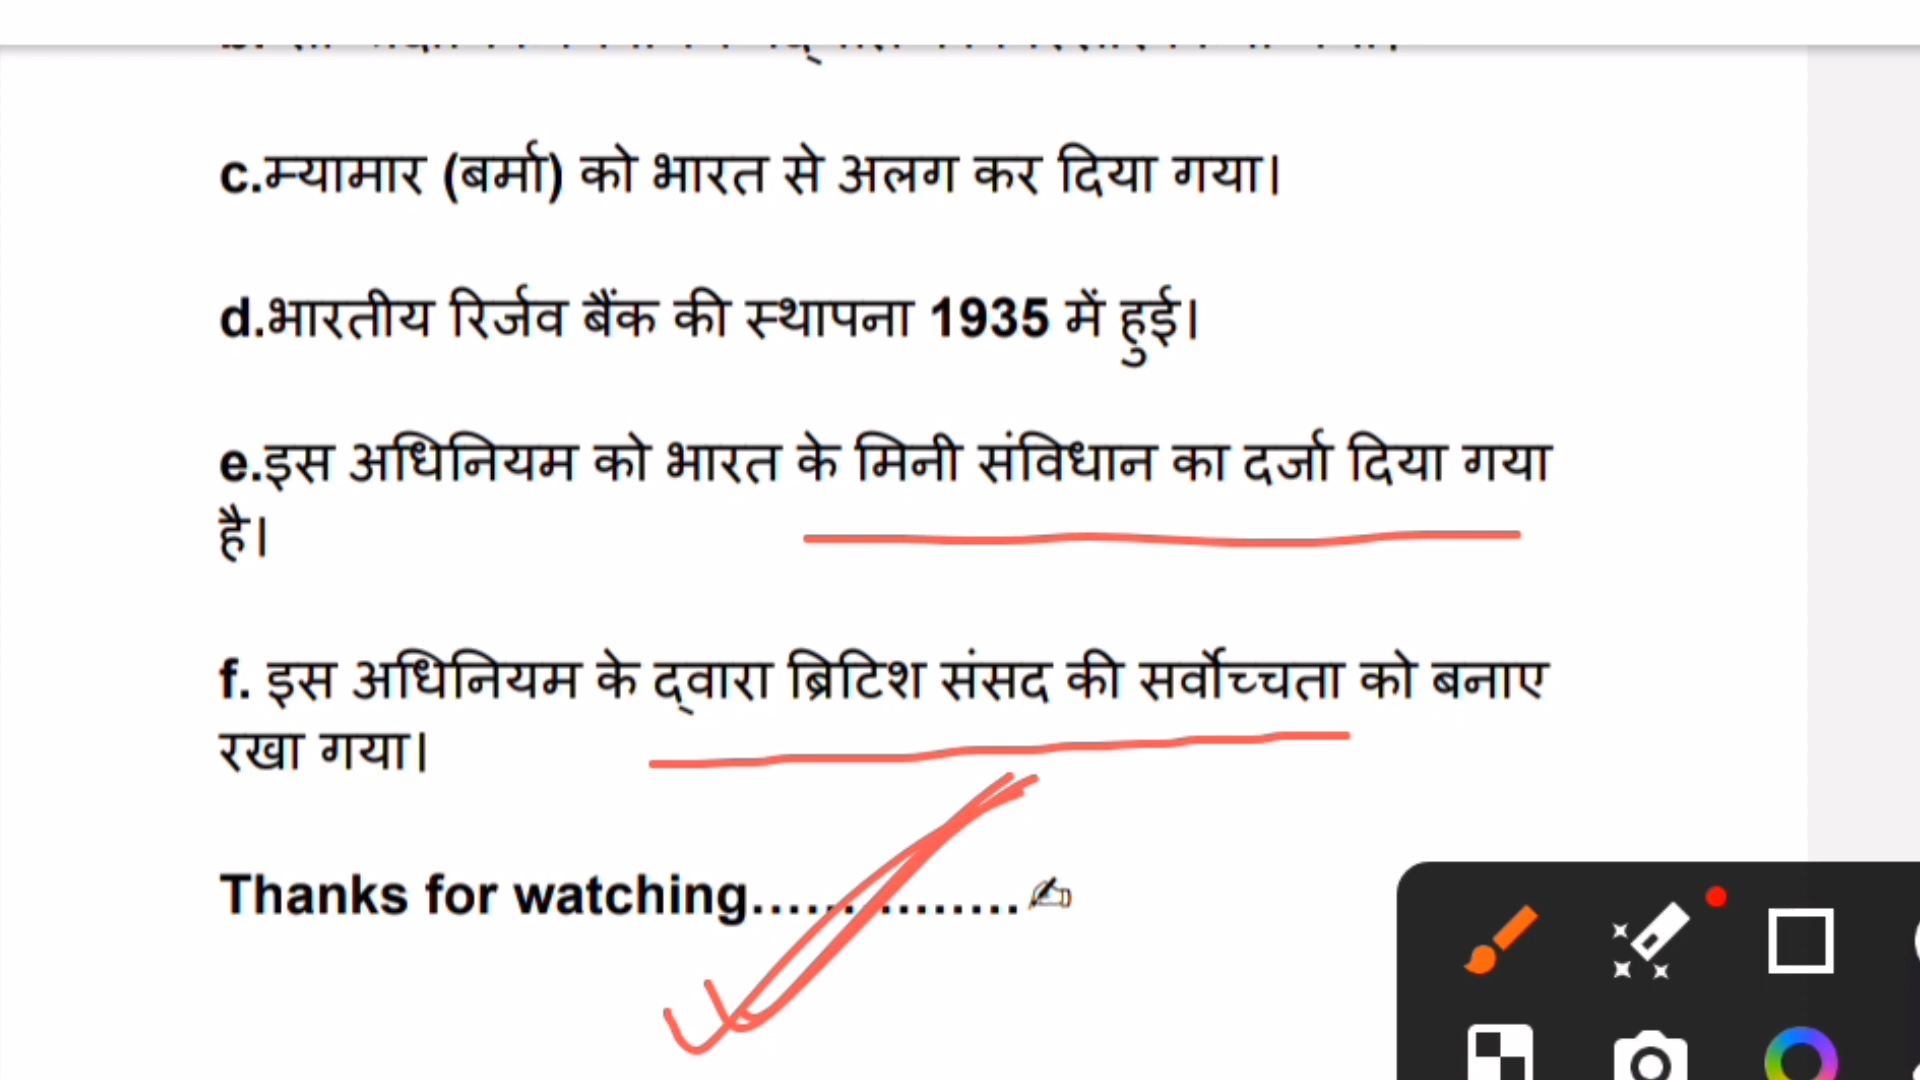 c.म्यामार (बर्मा) को भारत से अलग कर दिया गया।
d.भारतीय रिर्जव बैंक की स्थापना 1935 में हुई।
e.इस अधिनियम को भारत के मिनी संविधान का दर्जा दिया गया
है।
f. इस अधिनियम के द्वारा ब्रिटिश संसद की सर्वोच्चता को बनाए
रखा गया।
Thanks for watching..............✍